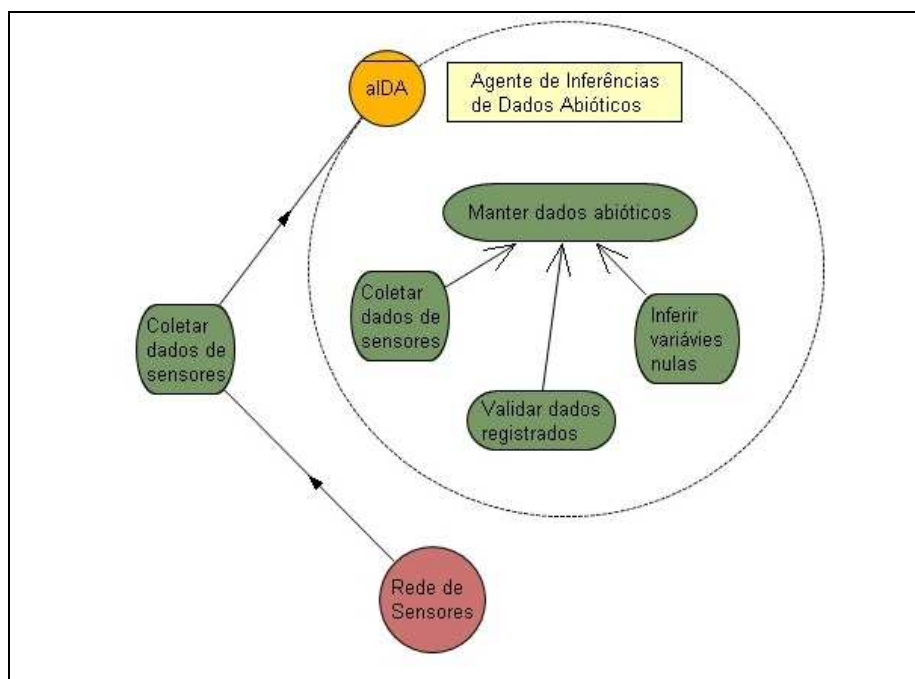 aIDA
Agente de Inferências
de Dados Abióticos
Manter dados abióticos
Coletar
dados de
sensores
Inferir
variávies
nulas
Validar dados
registrados
Coletar
dados de
sensores
Rede de
Sensores